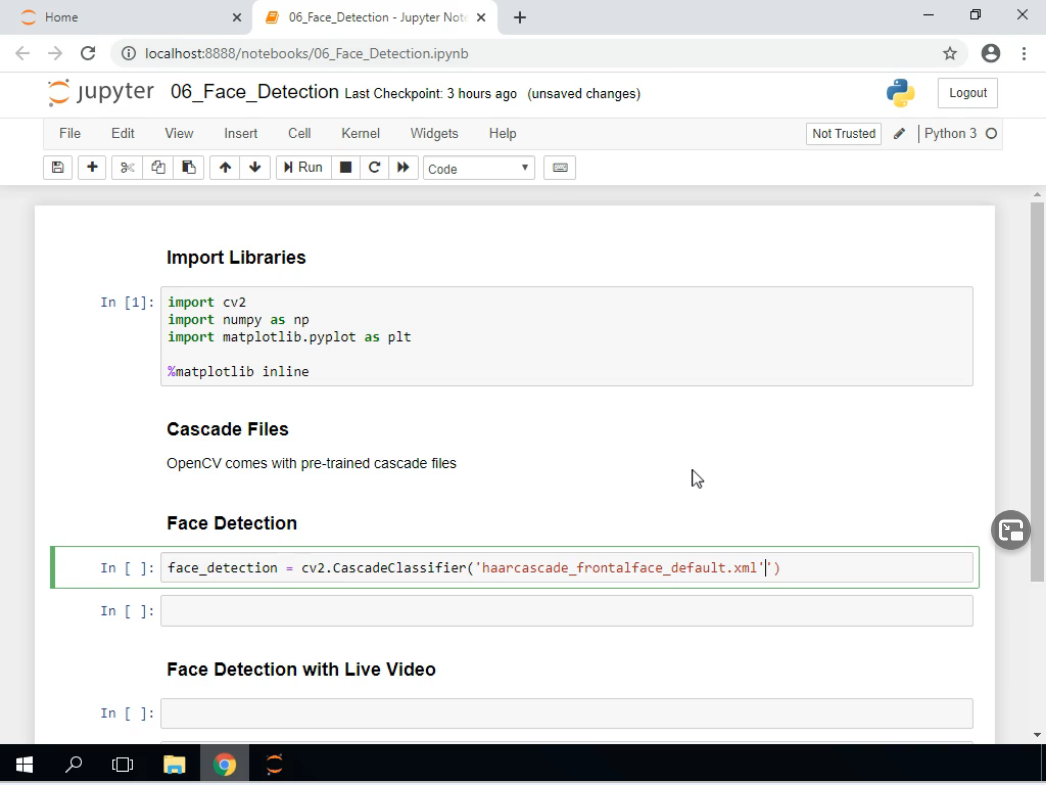 Home
06_Face_Detection - Jupyter Not
localhost:8888/notebooks/06_Face_Detection.ipynb
jupyter 06_Face_Detection Last Checkpoint: 3 hours ago (unsaved changes)
Logout
File Edit View Insert Cell Kernel Widgets Help
Not Trusted Python 3
Run Code
Import Libraries
In [1]: import cv2
import numpy as np
import matplotlib.pyplot as plt
%matplotlib inline
Cascade Files
OpenCV comes with pre-trained cascade files
Face Detection
In [ ]: face_detection = cv2.CascadeClassifier('haarcascade_frontalface_default.xml'')
In [ ]:
Face Detection with Live Video
In [ ]: